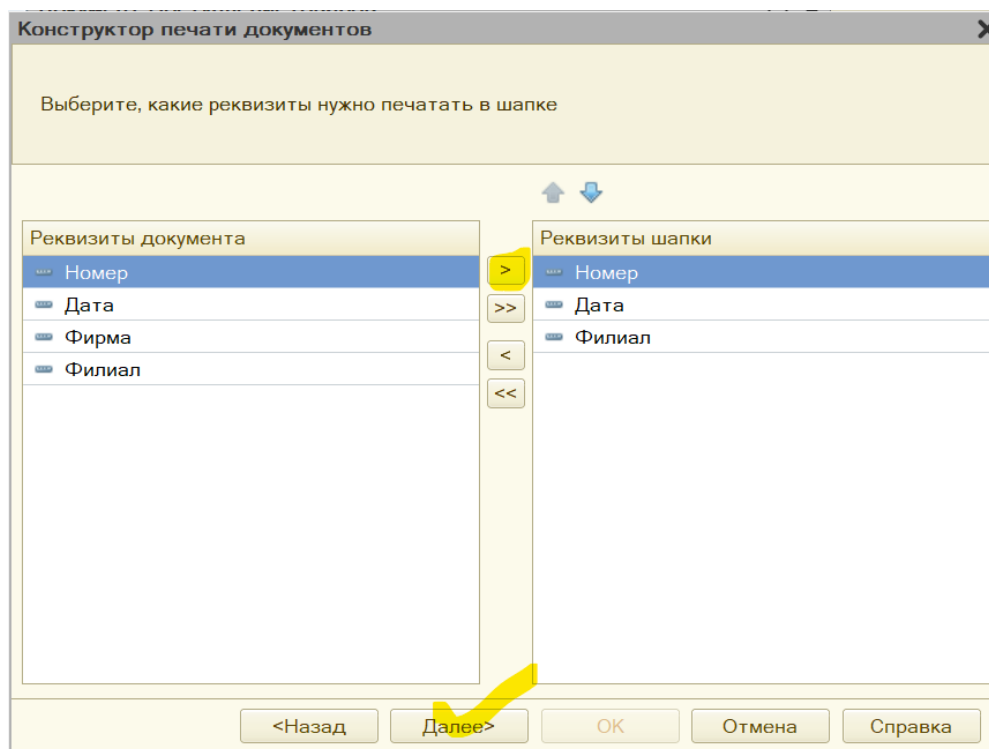 Конструктор печати документов
Выберите, какие реквизиты нужно печатать в шапке
Реквизиты документа
Номер
Дата
Фирма
Филиал
>
>>
<
<<
Реквизиты шапки
Номер
Дата
Филиал
<Назад Далее> OK Отмена Справка